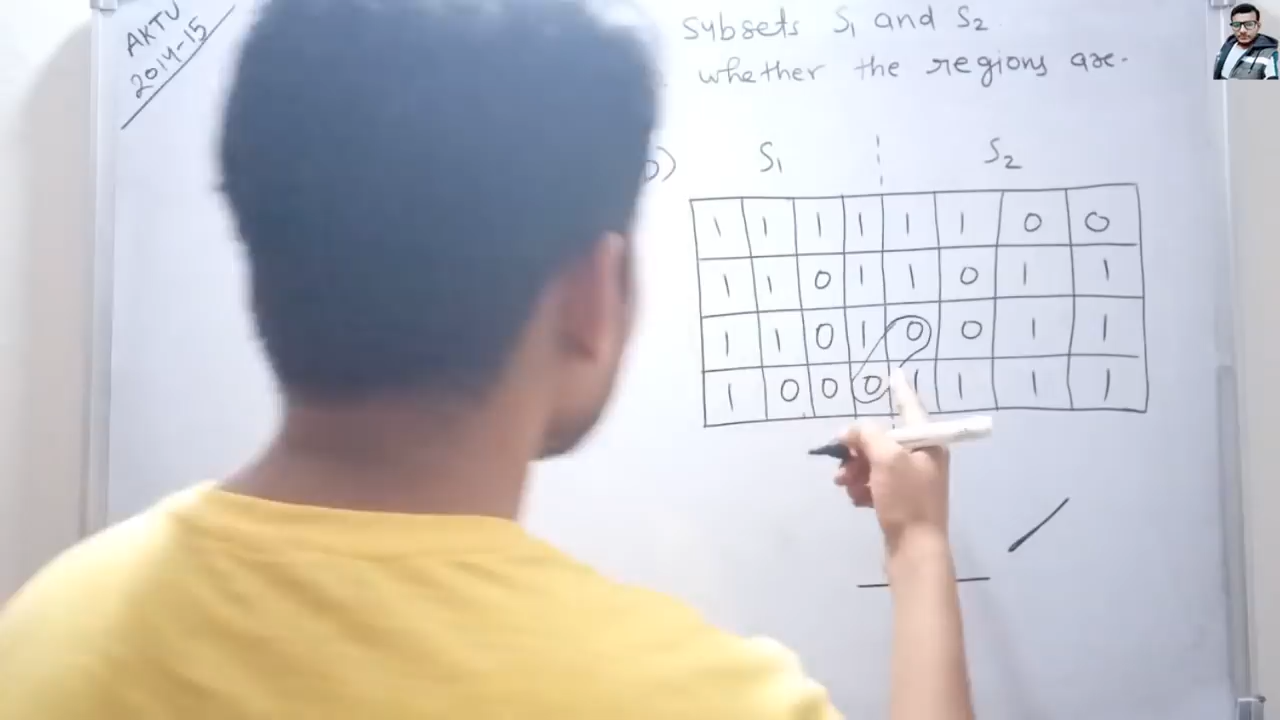 AKTU
2014-15
subsets S₁ and S₂
whether the regions are.
b) S₁ S₂
1 1 1 1 1 1 0 0
1 1 0 1 1 0 1 1
1 1 0 1 0 0 1 1
1 0 0 0 1 1 1 1